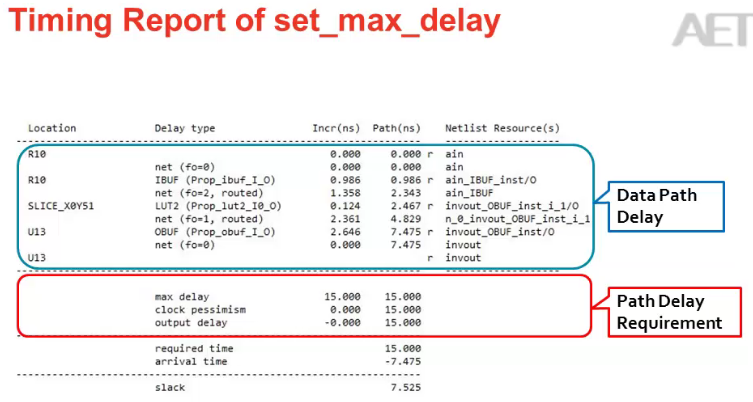 Timing Report of set_max_delay
AET
Location Delay type Incr(ns) Path(ns) Netlist Resource(s)
R10 0.000 0.000 r ain
net (fo=0) 0.000 0.000 ain
R10 IBUF (Prop_ibuf_I_O) 0.986 0.986 r ain_IBUF_inst/O
net (fo=2, routed) 1.358 2.343 ain_IBUF
SLICE_X0Y51 LUT2 (Prop_lut2_I0_O) 0.124 2.467 r invout_OBUF_inst_i_1/O
net (fo=1, routed) 2.361 4.829 n_0_invout_OBUF_inst_i_1
U13 OBUF (Prop_obuf_I_O) 2.646 7.475 r invout_OBUF_inst/O
net (fo=0) 0.000 7.475 invout
U13 r invout
Data Path
Delay
max delay 15.000 15.000
clock pessimism 0.000 15.000
output delay -0.000 15.000
Path Delay
Requirement
required time 15.000
arrival time -7.475
slack 7.525